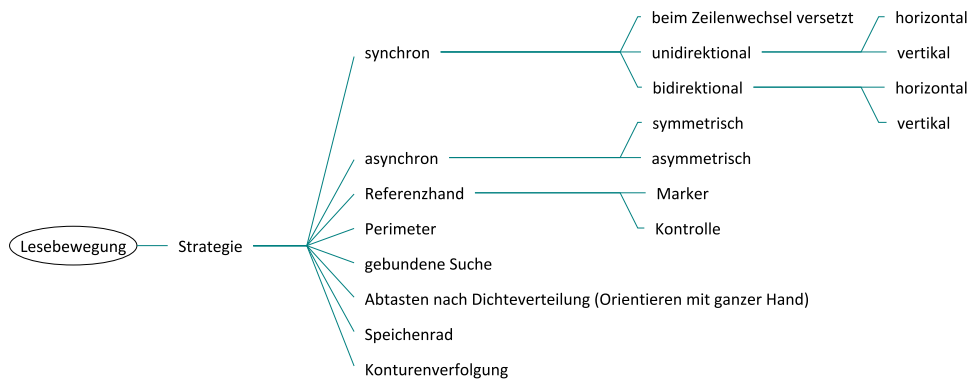 beim Zeilenwechsel versetzt
horizontal
synchron
unidirektional
vertikal
bidirektional
horizontal
vertikal
symmetrisch
asynchron
asymmetrisch
Referenzhand
Marker
Perimeter
Kontrolle
Lesebewegung
Strategie
gebundene Suche
Abtasten nach Dichteverteilung (Orientieren mit ganzer Hand)
Speichenrad
Konturenverfolgung